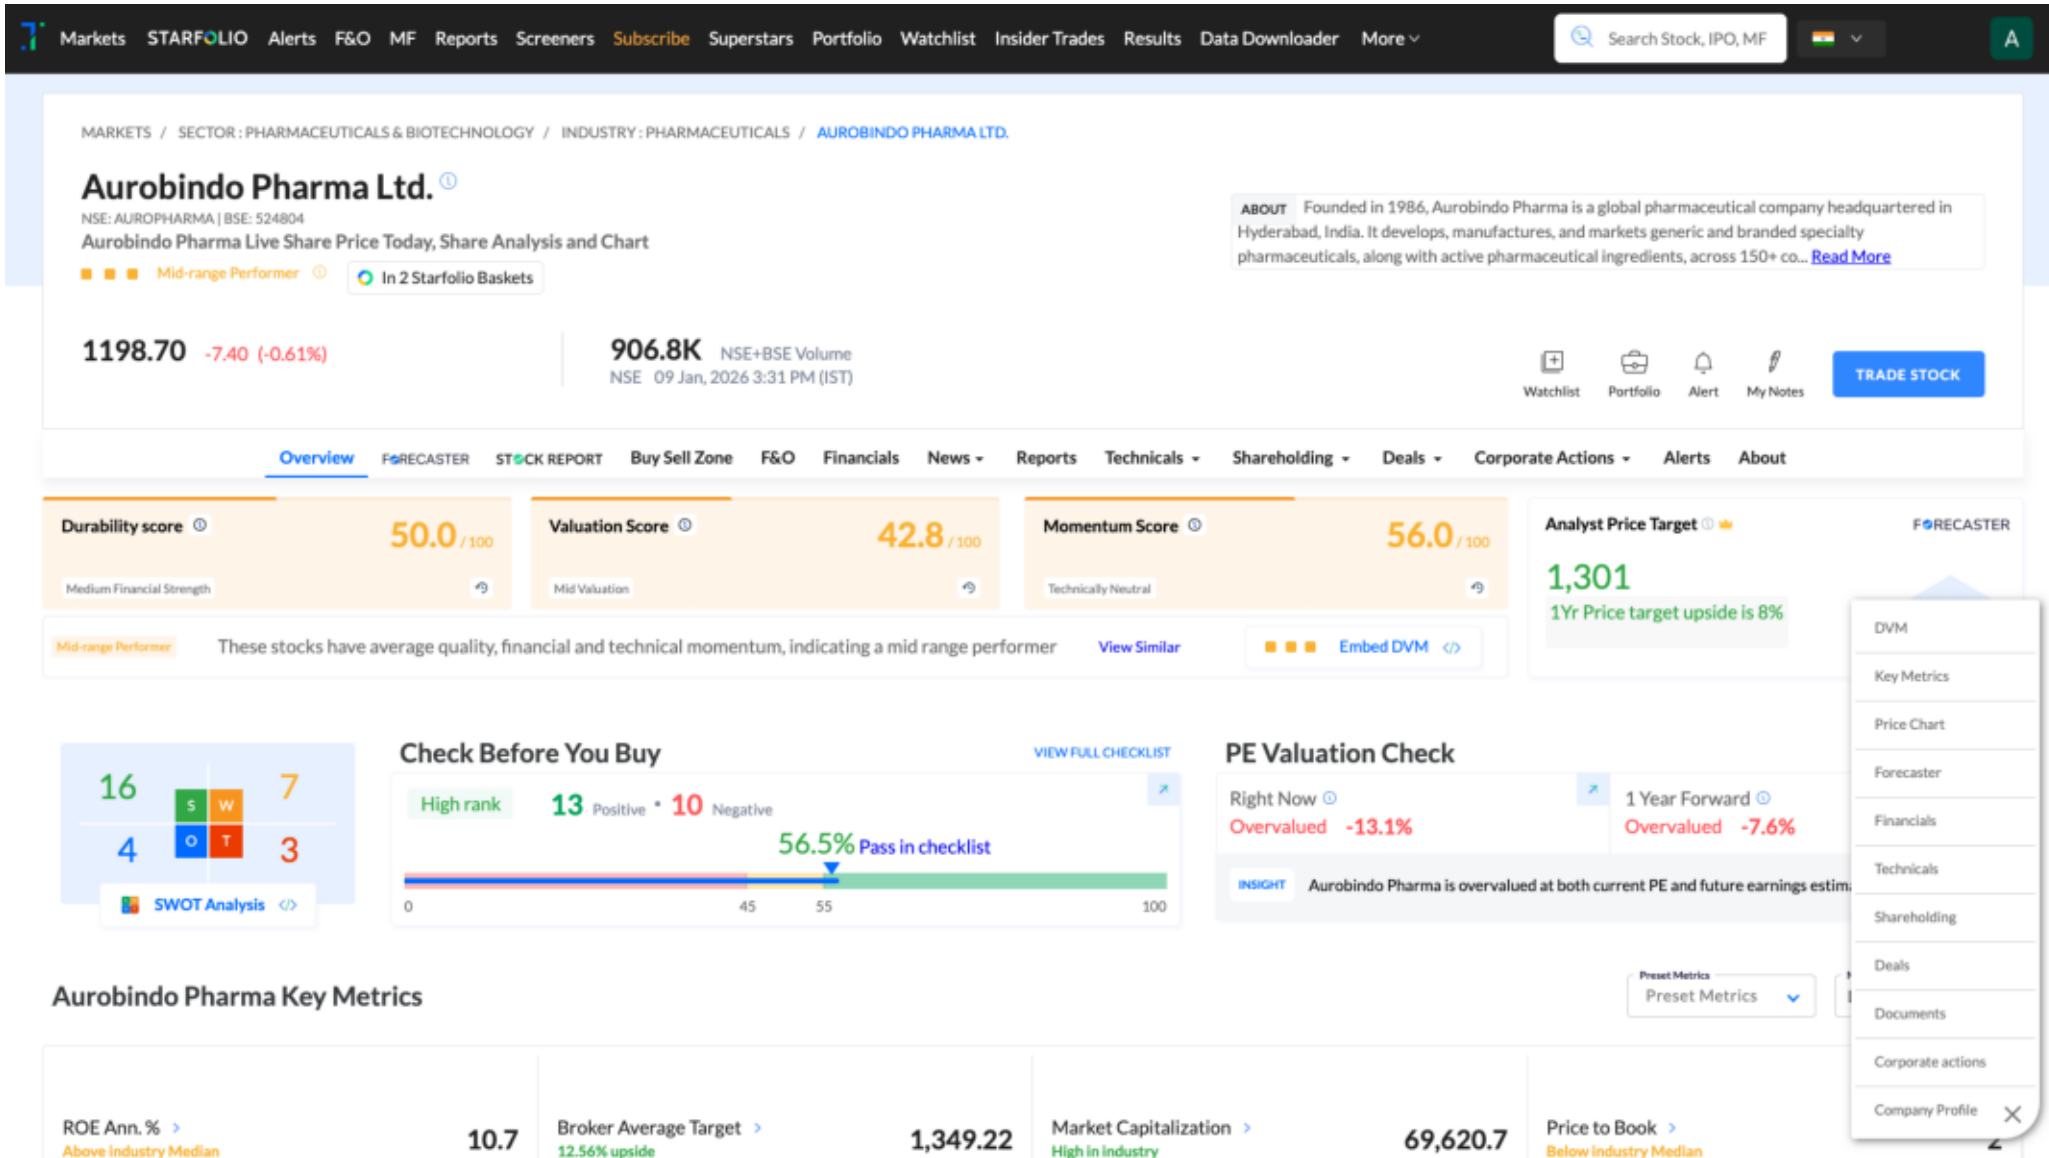 Markets STARFOLIO Alerts F&O MF Reports Screeners Subscribe Superstars Portfolio Watchlist Insider Trades Results Data Downloader More Search Stock, IPO, MF A
MARKETS / SECTOR : PHARMACEUTICALS & BIOTECHNOLOGY / INDUSTRY : PHARMACEUTICALS / AUROBINDO PHARMA LTD.
Aurobindo Pharma Ltd.
NSE: AUROPHARMA | BSE: 524804
Aurobindo Pharma Live Share Price Today, Share Analysis and Chart
Mid-range Performer In 2 Starfolio Baskets
ABOUT Founded in 1986, Aurobindo Pharma is a global pharmaceutical company headquartered in
Hyderabad, India. It develops, manufactures, and markets generic and branded specialty
pharmaceuticals, along with active pharmaceutical ingredients, across 150+ co... Read More
1198.70 -7.40 (-0.61%)
906.8K NSE+BSE Volume
NSE 09 Jan, 2026 3:31 PM (IST)
Watchlist Portfolio Alert My Notes TRADE STOCK
Overview FORECASTER STOCK REPORT Buy Sell Zone F&O Financials News Reports Technicals Shareholding Deals Corporate Actions Alerts About
Durability score 50.0 / 100
Medium Financial Strength
Valuation Score 42.8 / 100
Mid Valuation
Momentum Score 56.0 / 100
Technically Neutral
Analyst Price Target FORECASTER
1,301
1Yr Price target upside is 8%
Mid-range Performer These stocks have average quality, financial and technical momentum, indicating a mid range performer View Similar Embed DVM </>
16 S W 7
4 O T 3
SWOT Analysis </>
Check Before You Buy VIEW FULL CHECKLIST
High rank 13 Positive • 10 Negative
56.5% Pass in checklist
0 45 55 100
PE Valuation Check
Right Now
Overvalued -13.1%
1 Year Forward
Overvalued -7.6%
INSIGHT Aurobindo Pharma is overvalued at both current PE and future earnings estim
DVM
Key Metrics
Price Chart
Forecaster
Financials
Technicals
Shareholding
Deals
Documents
Corporate actions
Company Profile
Aurobindo Pharma Key Metrics
Preset Metrics
Preset Metrics
ROE Ann. % 10.7
Above industry Median
Broker Average Target 1,349.22
12.56% upside
Market Capitalization 69,620.7
High in industry
Price to Book 2
Below industry Median